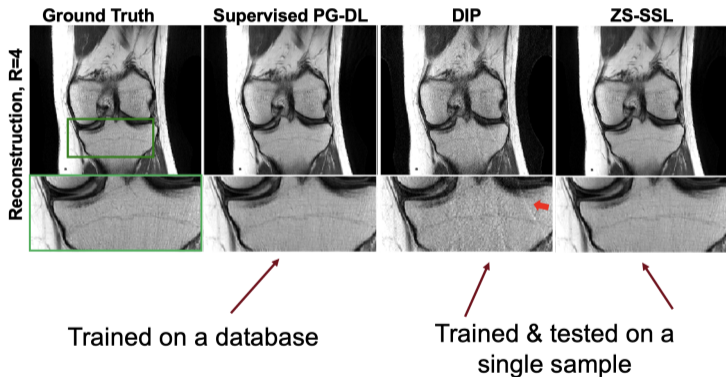 Ground Truth
Supervised PG-DL
DIP
ZS-SSL
Reconstruction, R=4
Trained on a database
Trained & tested on a
single sample